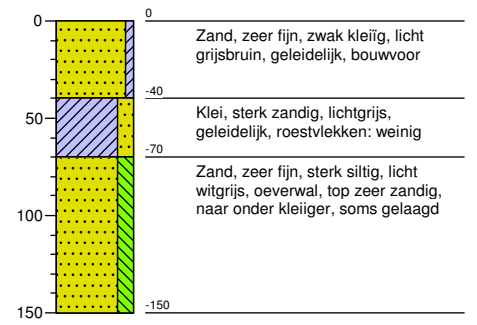 0
0
Zand, zeer fijn, zwak kleiïg, licht
grijsbruin, geleidelijk, bouwvoor
-40
Klei, sterk zandig, lichtgrijs,
geleidelijk, roestvlekken: weinig
50
-70
Zand, zeer fijn, sterk siltig, licht
witgrijs, oeverwal, top zeer zandig,
naar onder kleiiger, soms gelaagd
100
-150
150